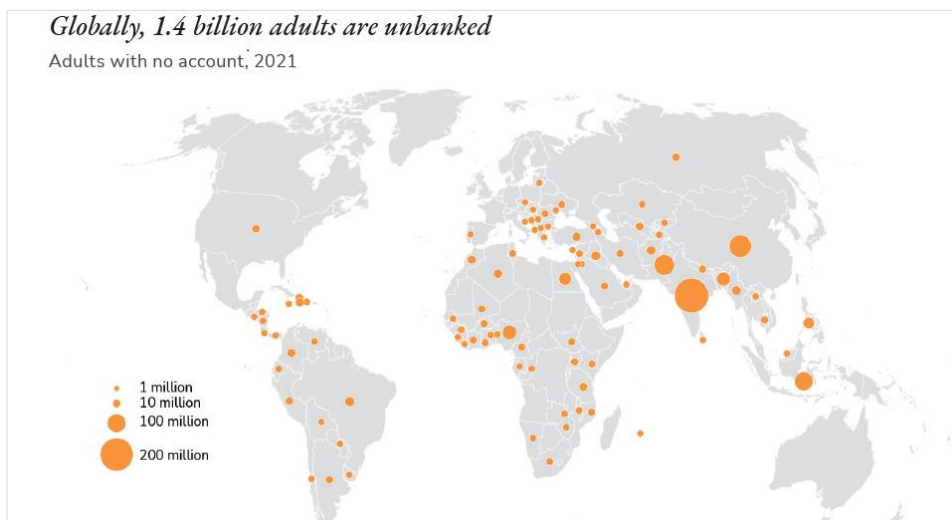 Globally, 1.4 billion adults are unbanked
Adults with no account, 2021
1 million
10 million
100 million
200 million